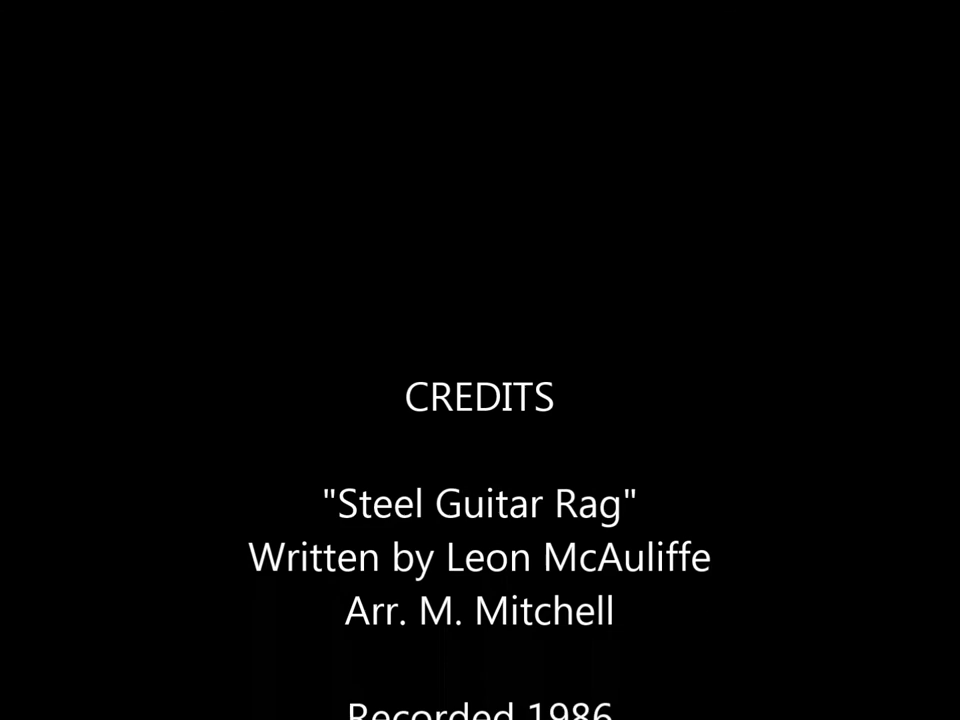 CREDITS
"Steel Guitar Rag"
Written by Leon McAuliffe
Arr. M. Mitchell
Recorded 1986